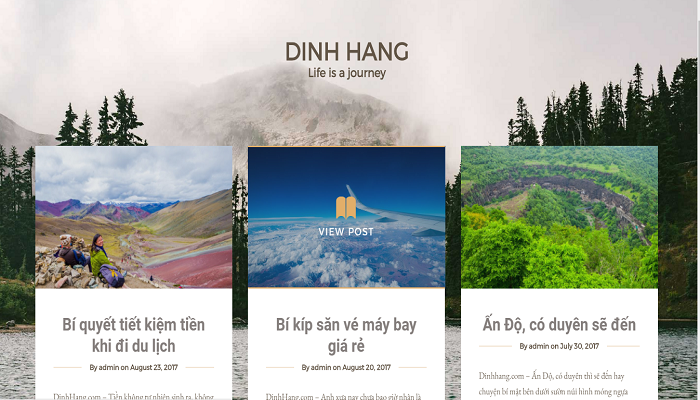 DINH HANG
Life is a journey
VIEW POST
Bí quyết tiết kiệm tiền
khi đi du lịch
By admin on August 23, 2017
DinhHang.com – Tiền không tự nhiên sinh ra, không
Bí kíp săn vé máy bay
giá rẻ
By admin on August 20, 2017
DinhHang.com – Anh xưa nay chưa bao giờ nhận là
Ấn Độ, có duyên sẽ đến
By admin on July 30, 2017
Dinhhang.com – Ấn Độ, có duyên thì sẽ đến hay
chuyện bí mật bên dưới sườn núi hình móng ngựa